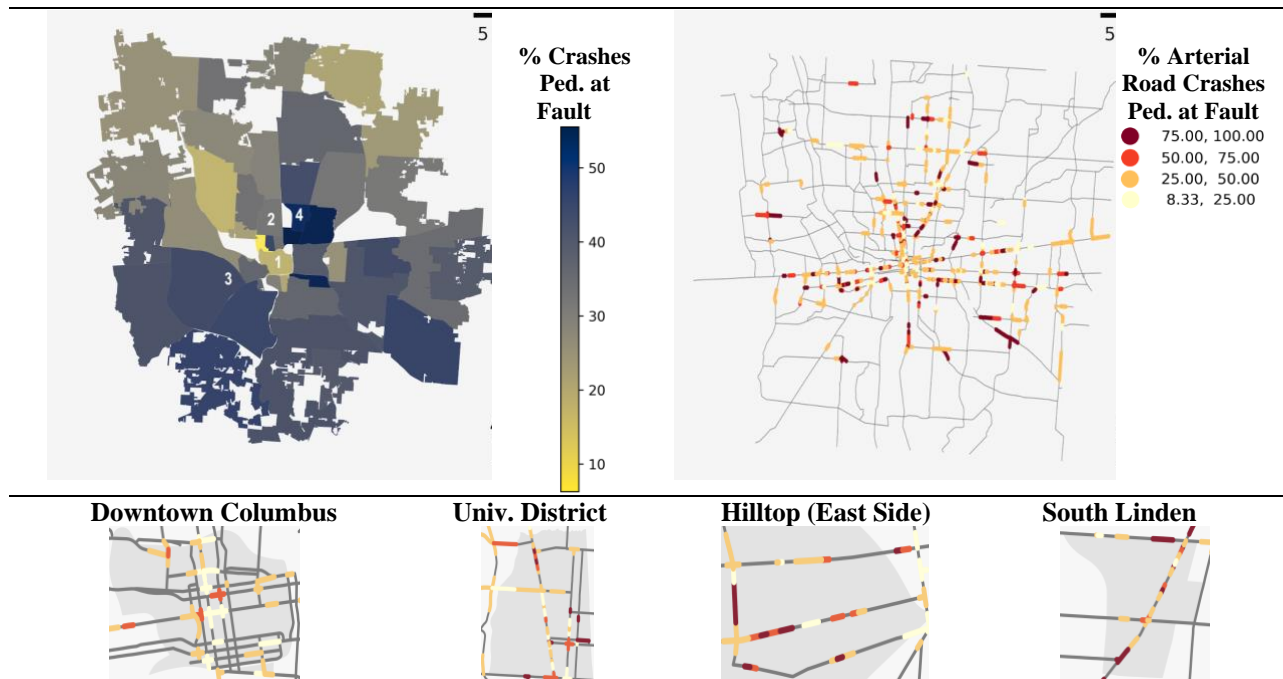 5
% Crashes
Ped. at
Fault
50
40
30
20
10
2
4
1
3
5
% Arterial
Road Crashes
Ped. at Fault
75.00, 100.00
50.00, 75.00
25.00, 50.00
8.33, 25.00
Downtown Columbus
Univ. District
Hilltop (East Side)
South Linden